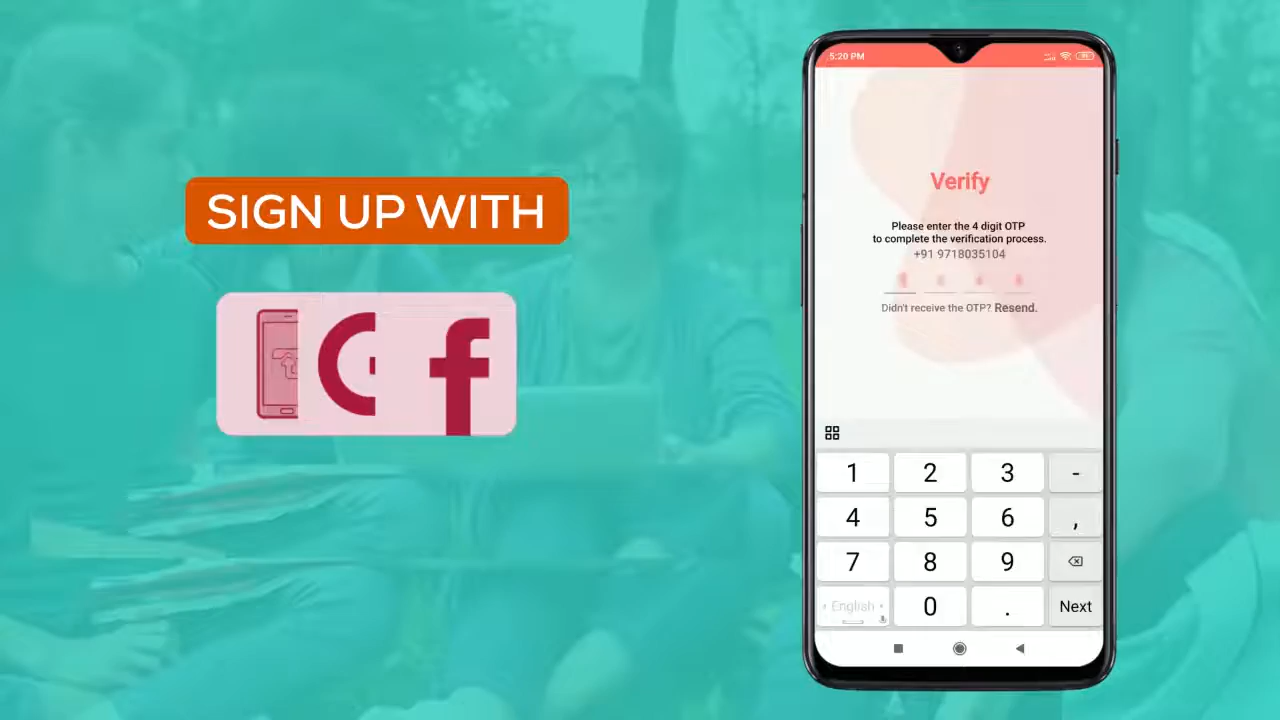 SIGN UP WITH
f
5:20 PM
Verify
Please enter the 4 digit OTP
to complete the verification process.
+91 9718035104
Didn't receive the OTP? Resend.
1 2 3 -
4 5 6 ,
7 8 9
English 0 . Next